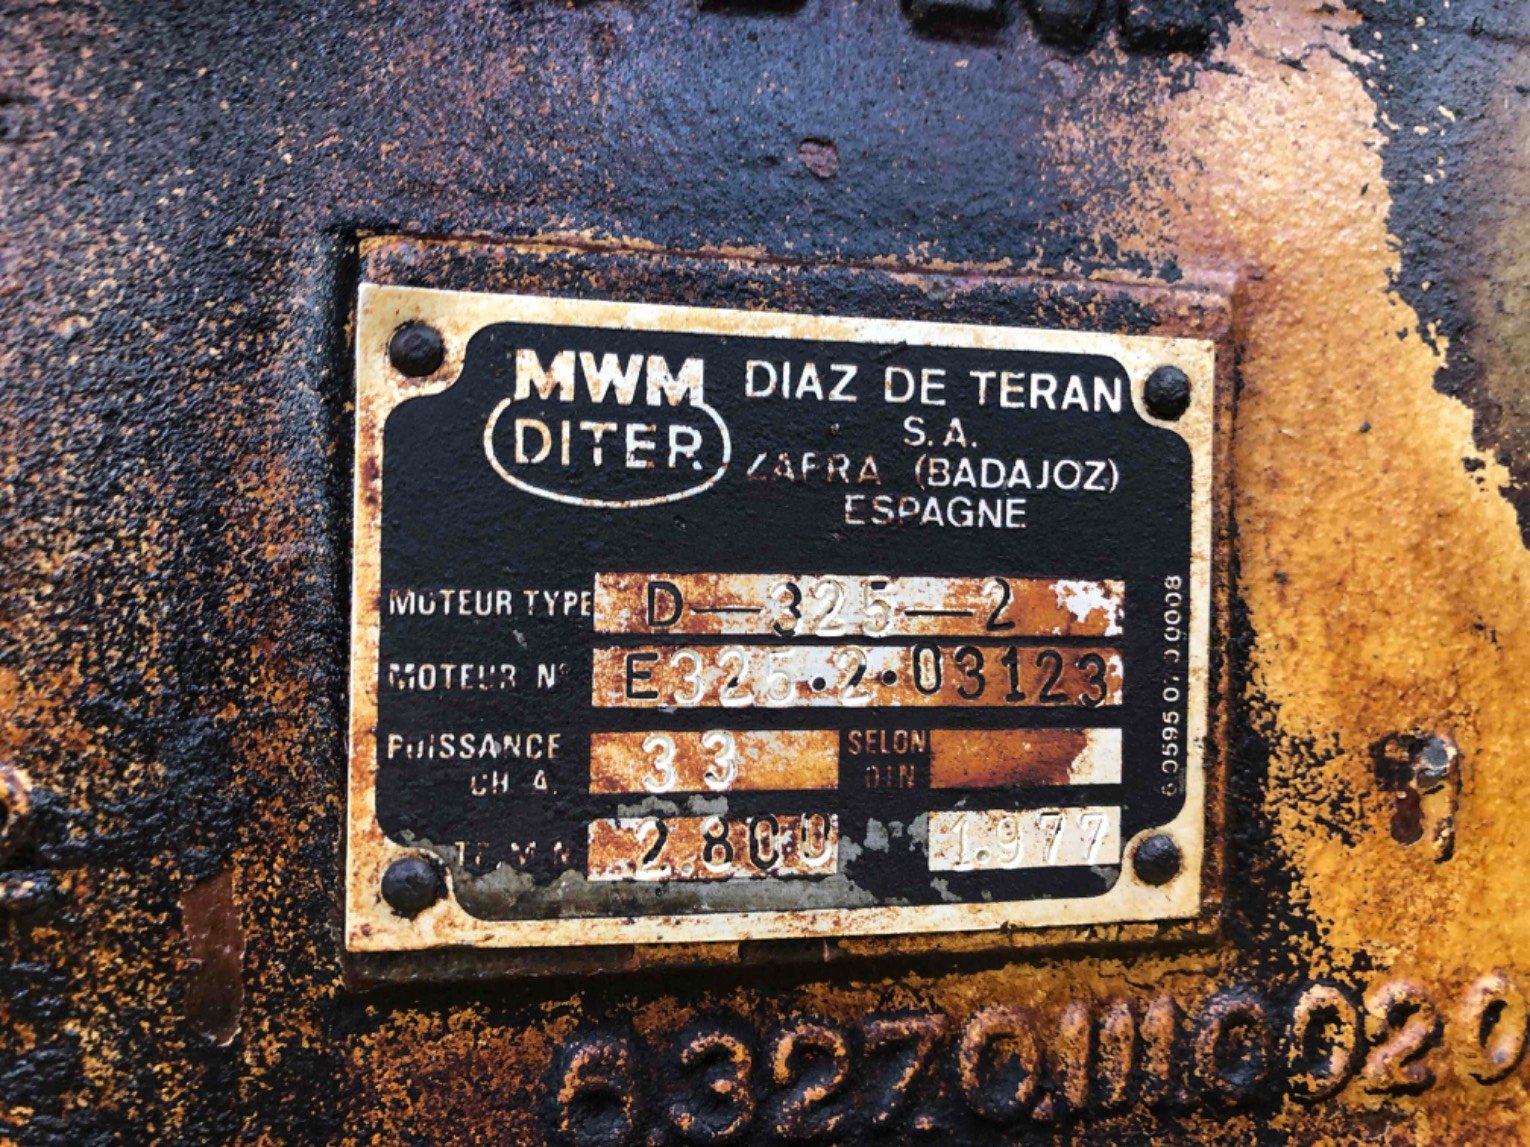 MWM
DITER
DIAZ DE TERAN
S.A.
ZAFRA (BADAJOZ)
ESPAGNE
MOTEUR TYPE D—325—2
MOTEUR N° E325.2.03123
PUISSANCE 33 SELON
CH A. DIN
2.800 1.977